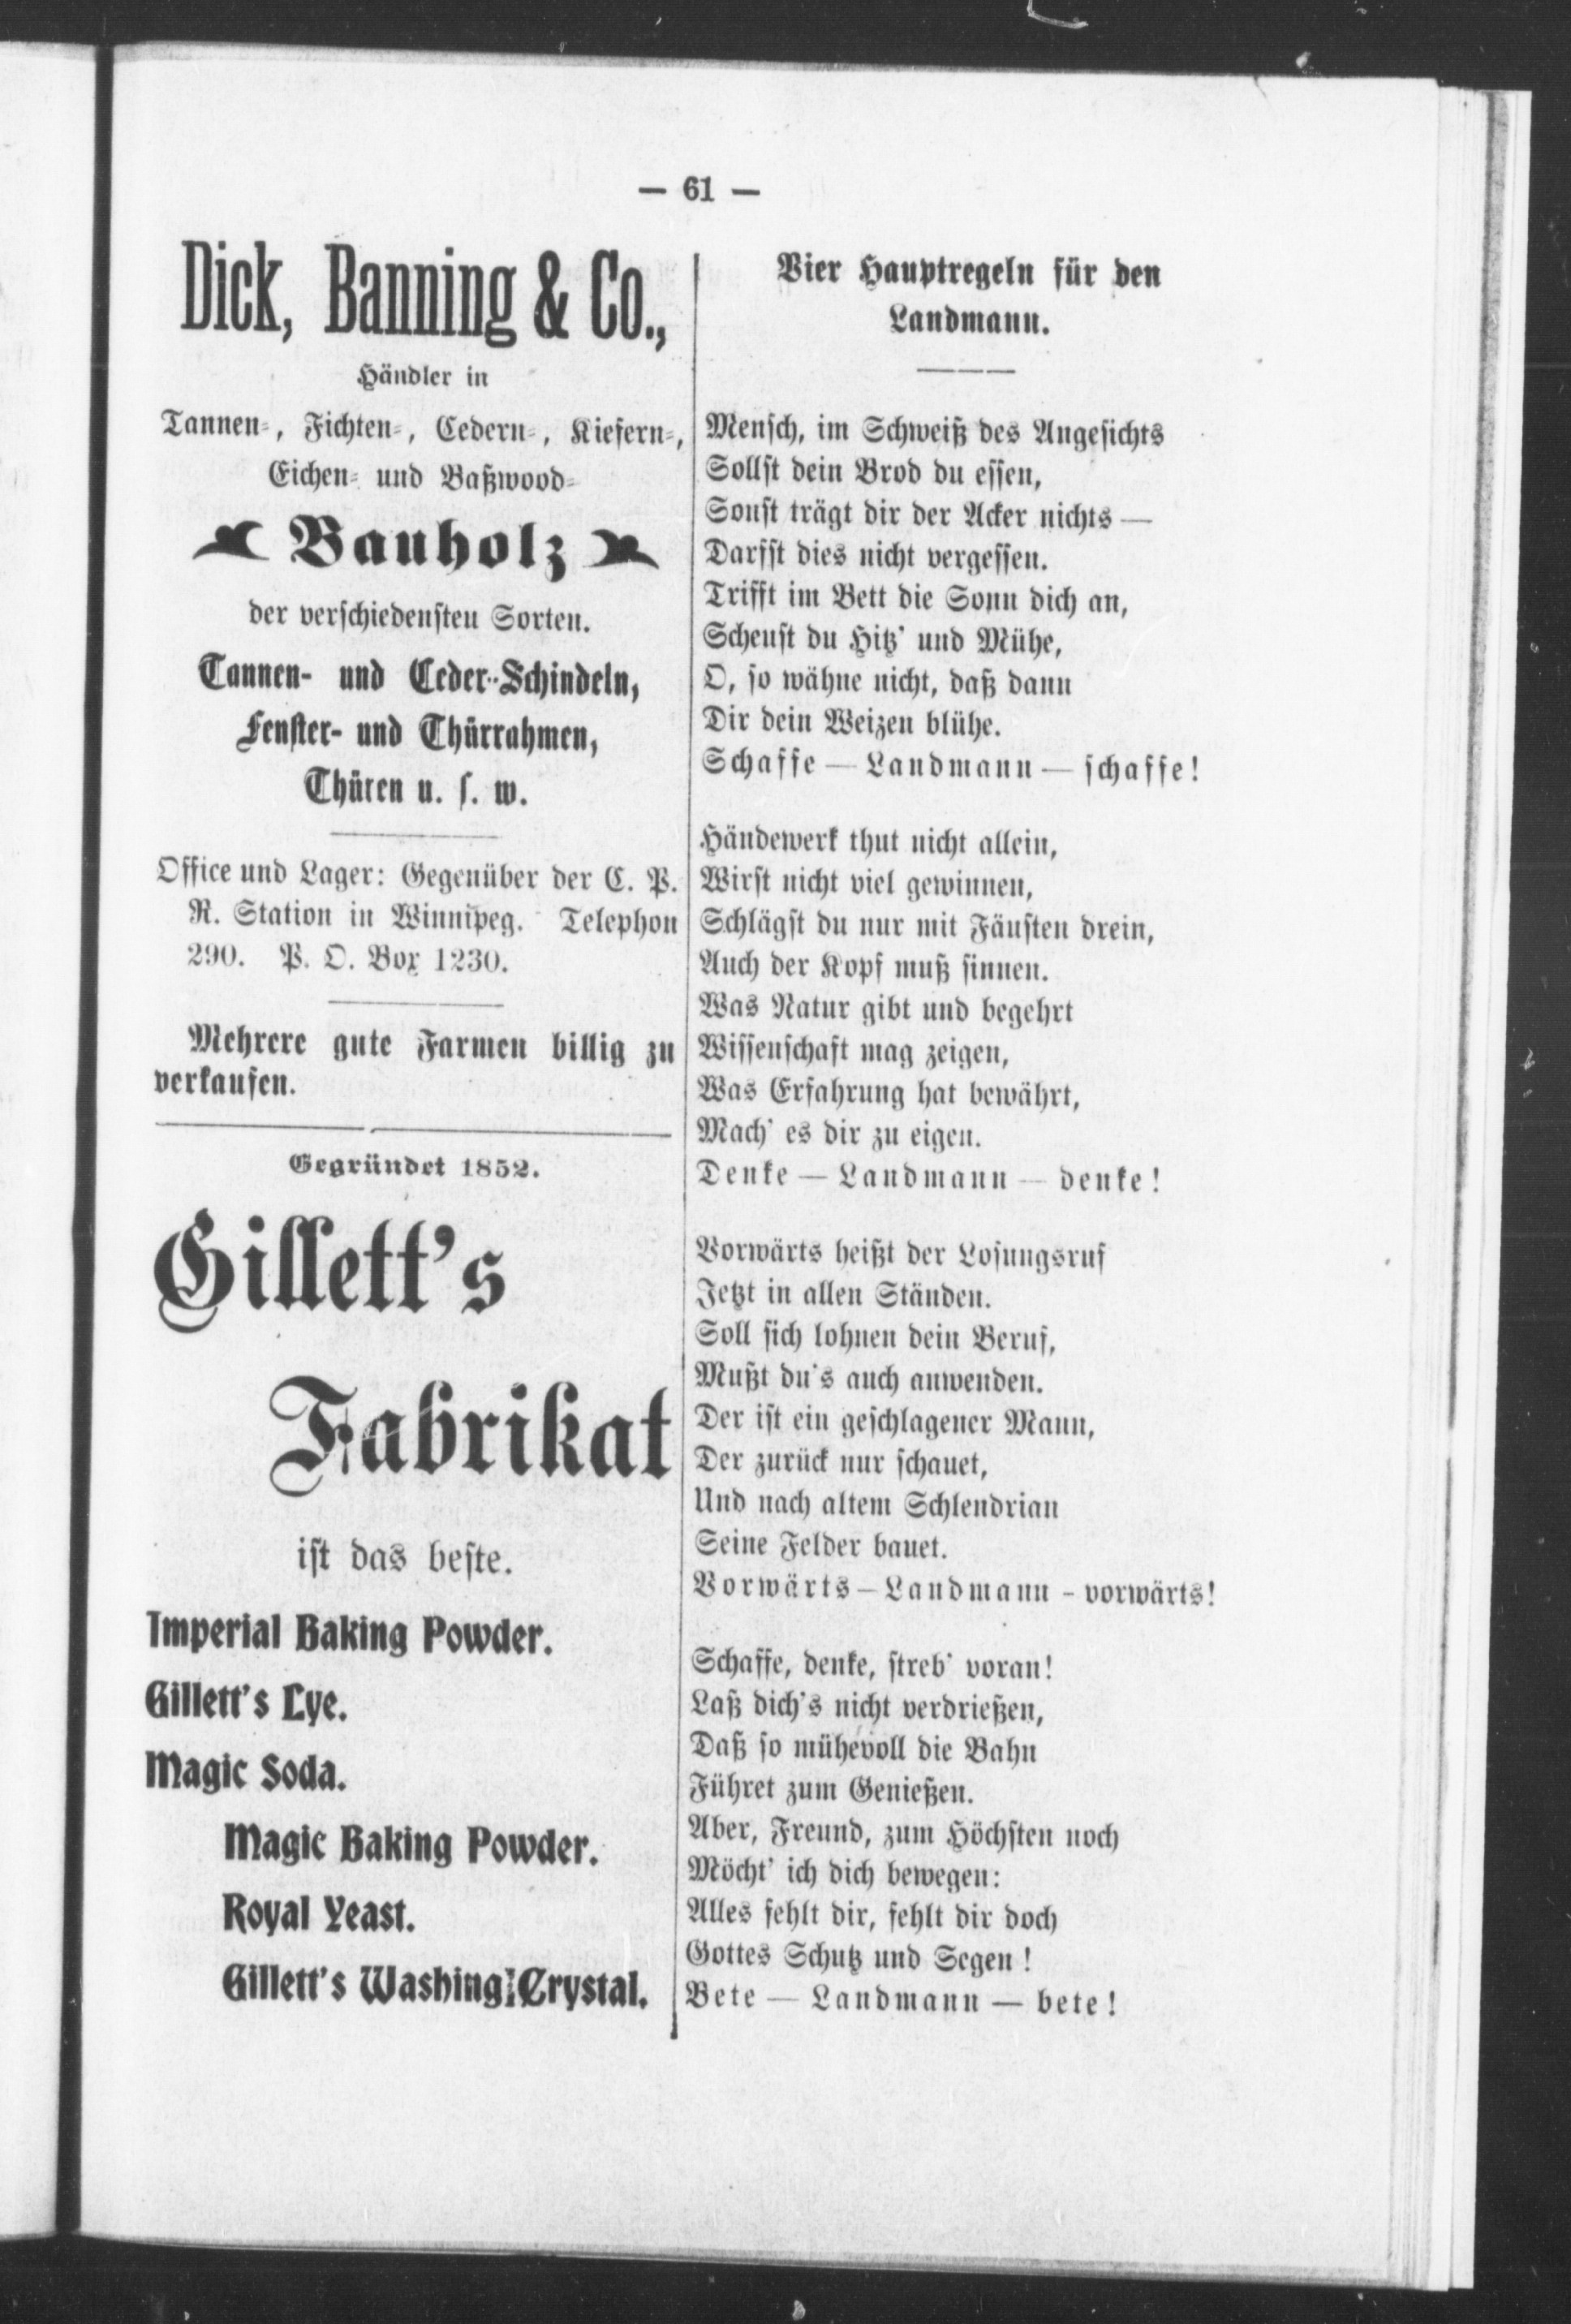 — 61 —
Dick, Banning & Co.,
Händler in
Tannen-, Fichten-, Cedern-, Kiefern-,
Eichen- und Baßwood-
Bauholz
der verschiedensten Sorten.
Tannen- und Ceder-Schindeln,
Fenster- und Thürrahmen,
Thüren u. s. w.
Office und Lager: Gegenüber der C. P.
R. Station in Winnipeg. Telephon
290. P. O. Box 1230.
Mehrere gute Farmen billig zu
verkaufen.
Gegründet 1852.
Gillett's
Fabrikat
ist das beste.
Imperial Baking Powder.
Gillett's Lye.
Magic Soda.
Magic Baking Powder.
Royal Yeast.
Gillett's Washing Crystal.
Vier Hauptregeln für den
Landmann.
Mensch, im Schweiß des Angesichts
Sollst dein Brod du essen,
Sonst trägt dir der Acker nichts —
Darfst dies nicht vergessen.
Trifft im Bett die Sonn dich an,
Scheust du Hitz' und Mühe,
O, so wähne nicht, daß dann
Dir dein Weizen blühe.
Schaffe — Landmann — schaffe!
Händewerk thut nicht allein,
Wirst nicht viel gewinnen,
Schlägst du nur mit Fäusten drein,
Auch der Kopf muß sinnen.
Was Natur gibt und begehrt
Wissenschaft mag zeigen,
Was Erfahrung hat bewährt,
Mach' es dir zu eigen.
Denke — Landmann — denke!
Vorwärts heißt der Losungsruf
Jetzt in allen Ständen.
Soll sich lohnen dein Beruf,
Mußt du's auch anwenden.
Der ist ein geschlagener Mann,
Der zurück nur schauet,
Und nach altem Schlendrian
Seine Felder bauet.
Vorwärts – Landmann - vorwärts!
Schaffe, denke, streb' voran!
Laß dich's nicht verdrießen,
Daß so mühevoll die Bahn
Führet zum Genießen.
Aber, Freund, zum Höchsten noch
Möcht' ich dich bewegen:
Alles fehlt dir, fehlt dir doch
Gottes Schutz und Segen!
Bete — Landmann — bete!